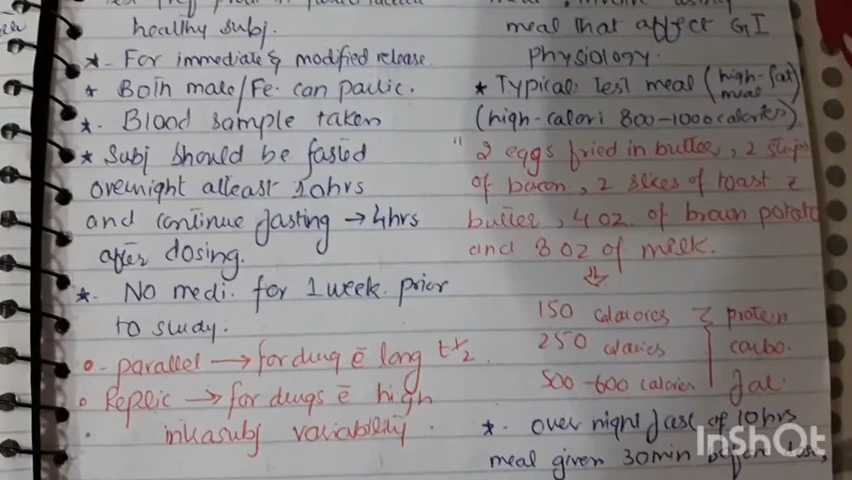 healthy subj.
*. For immediate & modified release
* Both male/Fe. can partic.
*. Blood sample taken
* Subj should be fasted
overnight atleast 10hrs
and continue fasting → 4hrs
after dosing.
*. No medi. for 1 week prior
to study.
o - parallel → for drug c̄ long t½.
o Replic → for drugs c̄ high
intrasubj variability.
meal that affect GI
physiology.
* Typical test meal (high-fat
meal)
(high-calori 800-1000 calories).
" 2 eggs fried in butter, 2 strips
of bacon, 2 slices of toast c̄
butter, 4 oz. of brown potato
and 8 oz of milk.
⇓
150 calories } protein
250 calories carbo.
500-600 calories fat.
*. over night fast of 10hrs
meal given 30min
InShOt